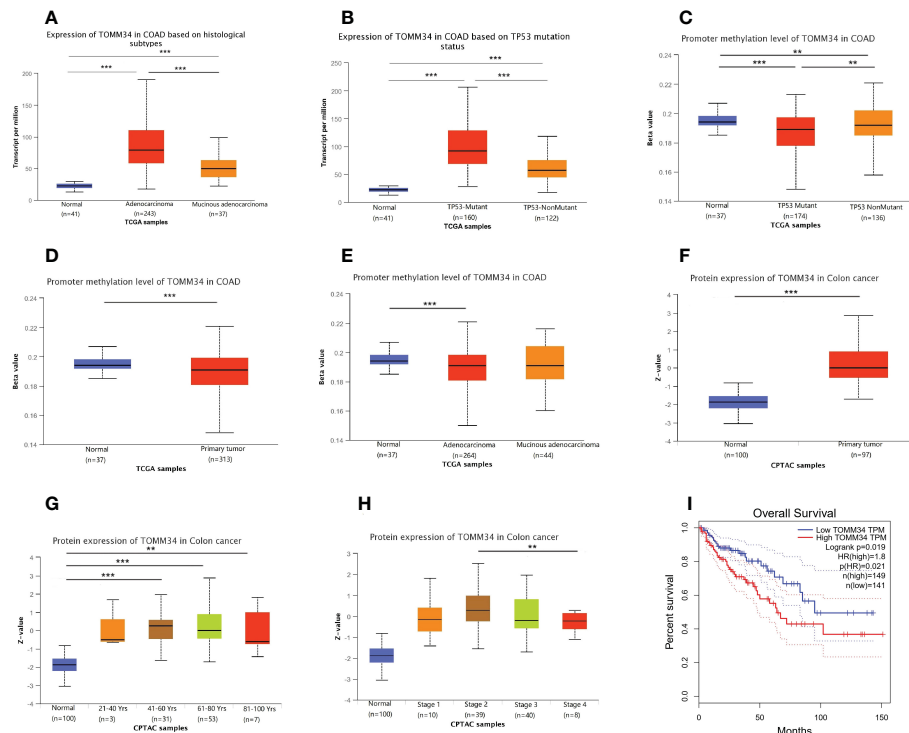 A
Expression of TOMM34 in COAD based on histological
subtypes
***
***
***
Transcript per million
200
150
100
50
0
Normal
(n=41)
Adenocarcinoma
(n=243)
Mucinous adenocarcinoma
(n=37)
TCGA samples
B
Expression of TOMM34 in COAD based on TP53 mutation
status
***
***
***
Transcript per million
250
200
150
100
50
0
Normal
(n=41)
TP53-Mutant
(n=160)
TP53-NonMutant
(n=122)
TCGA samples
C
Promoter methylation level of TOMM34 in COAD
**
***
**
Beta value
0.24
0.22
0.2
0.18
0.16
0.14
Normal
(n=37)
TP53 Mutant
(n=174)
TP53 NonMutant
(n=136)
TCGA samples
D
Promoter methylation level of TOMM34 in COAD
***
Beta value
0.24
0.22
0.2
0.18
0.16
0.14
Normal
(n=37)
Primary tumor
(n=313)
TCGA samples
E
Promoter methylation level of TOMM34 in COAD
***
Beta value
0.24
0.22
0.2
0.18
0.16
0.14
Normal
(n=37)
Adenocarcinoma
(n=264)
Mucinous adenocarcinoma
(n=44)
TCGA samples
F
Protein expression of TOMM34 in Colon cancer
***
Z-value
4
3
2
1
0
-1
-2
-3
-4
Normal
(n=100)
Primary tumor
(n=97)
CPTAC samples
G
Protein expression of TOMM34 in Colon cancer
**
***
***
Z-value
4
3
2
1
0
-1
-2
-3
-4
Normal
(n=100)
21-40 Yrs
(n=3)
41-60 Yrs
(n=31)
61-80 Yrs
(n=53)
81-100 Yrs
(n=7)
CPTAC samples
H
Protein expression of TOMM34 in Colon cancer
**
Z-value
3
2
1
0
-1
-2
-3
-4
Normal
(n=100)
Stage 1
(n=10)
Stage 2
(n=39)
Stage 3
(n=40)
Stage 4
(n=8)
CPTAC samples
I
Overall Survival
Low TOMM34 TPM
High TOMM34 TPM
Logrank p=0.019
HR(high)=1.8
p(HR)=0.021
n(high)=149
n(low)=141
Percent survival
1.0
0.8
0.6
0.4
0.2
0.0
0
50
100
150
Months